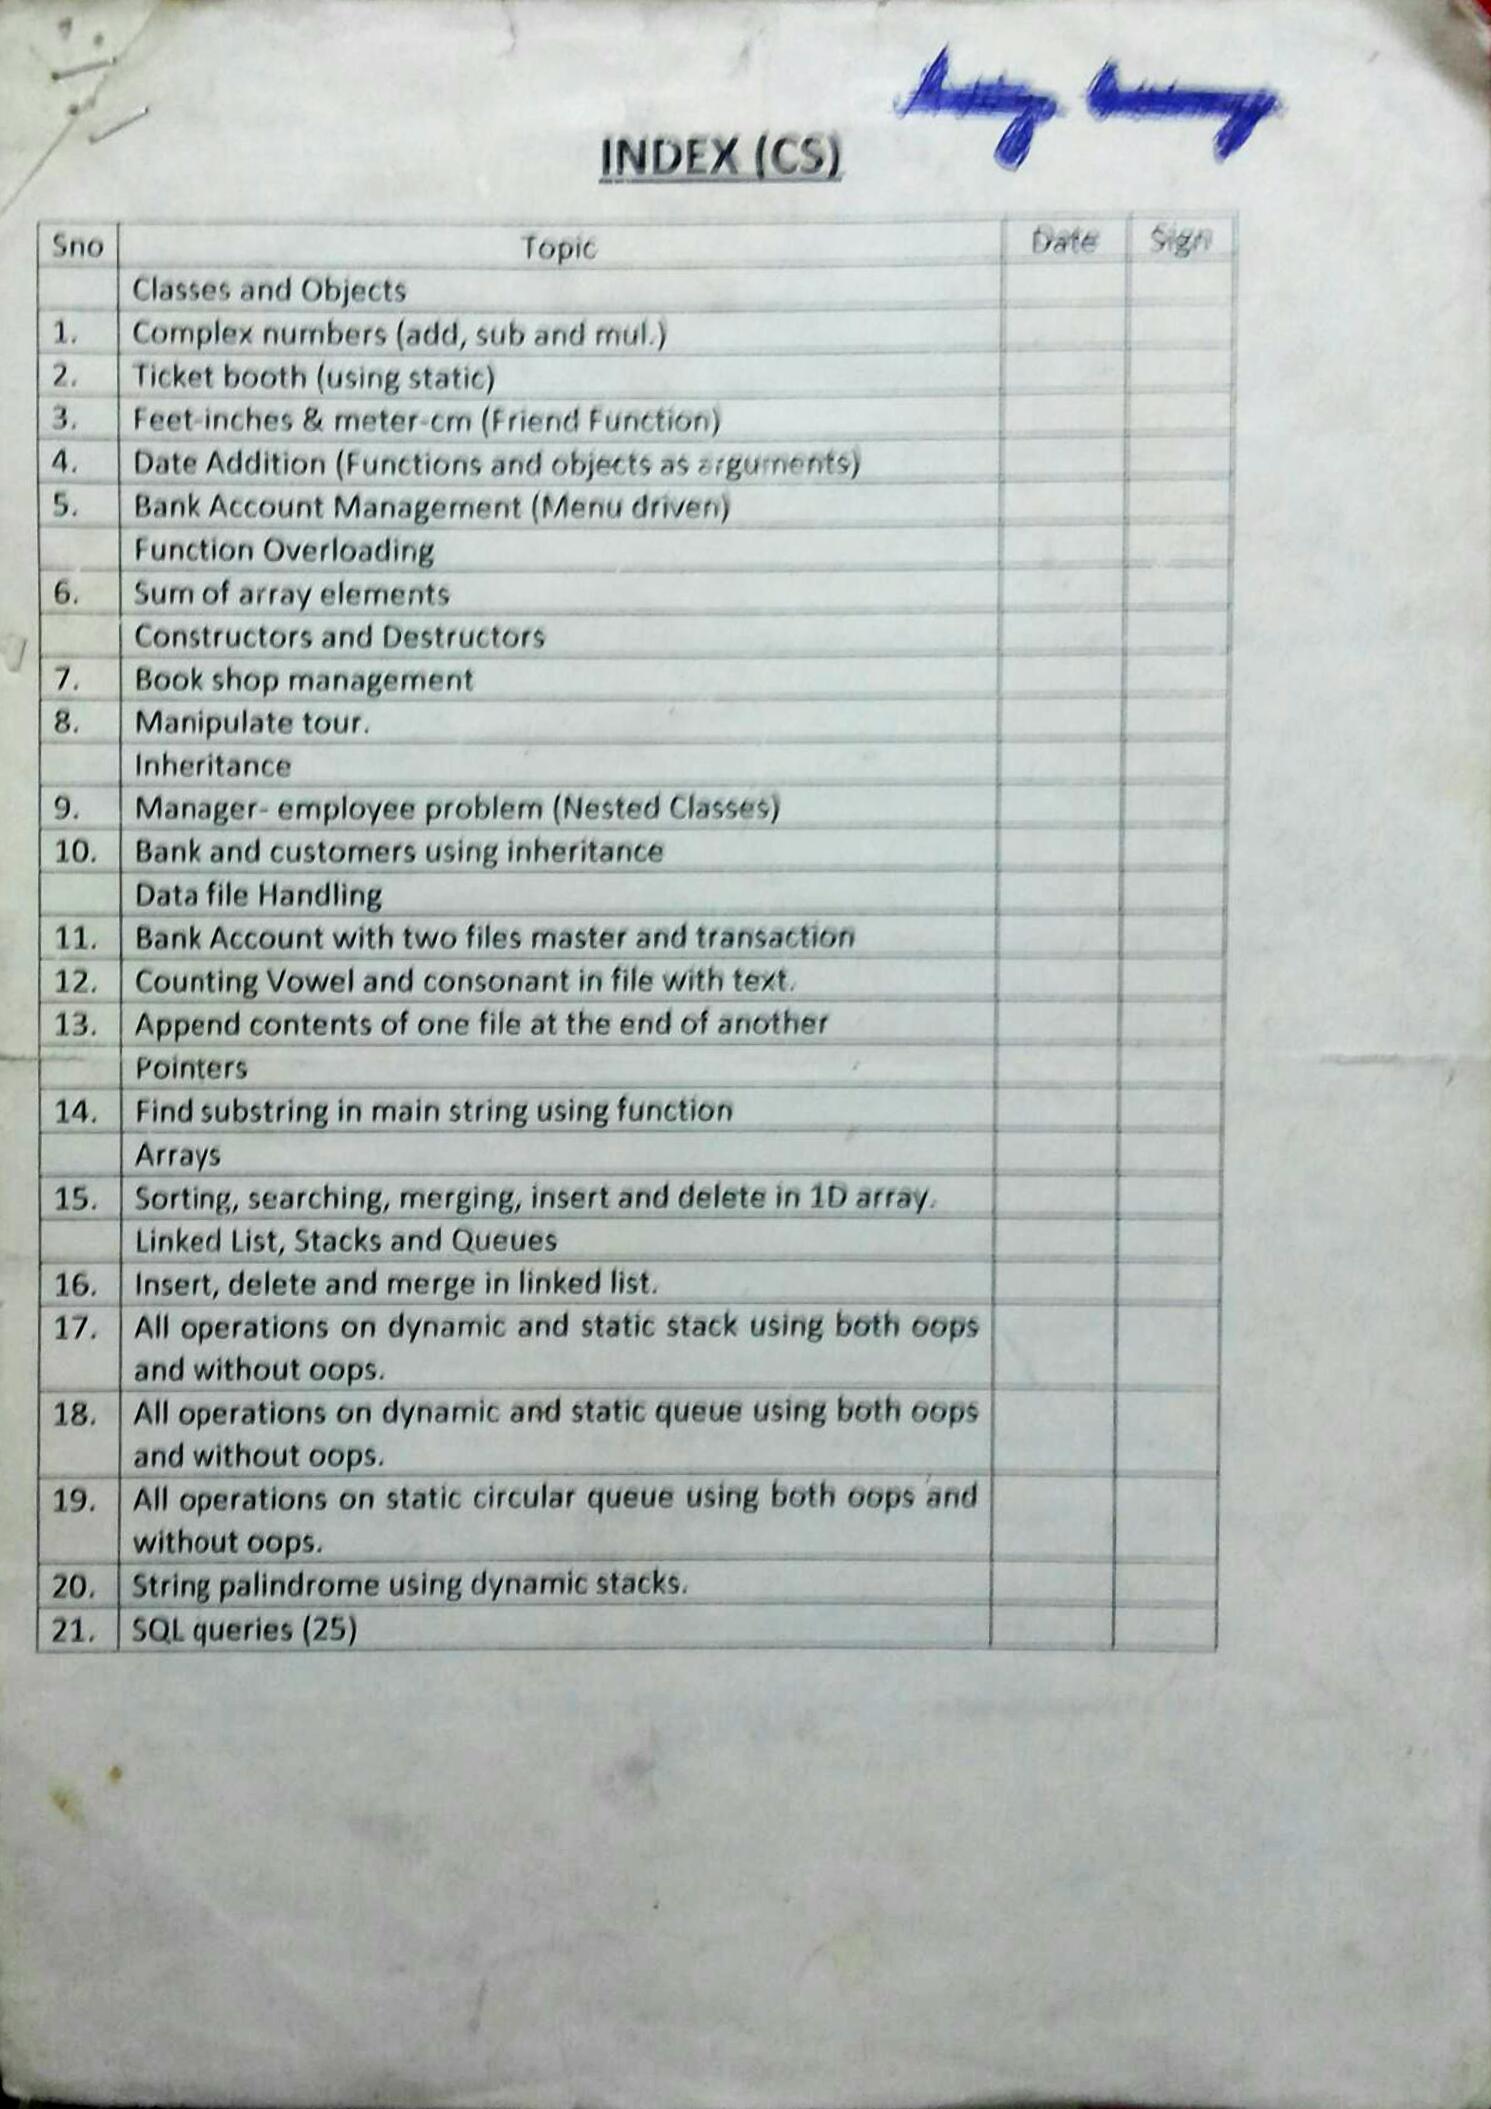 INDEX (CS)
Sno Topic Date Sign
Classes and Objects
1. Complex numbers (add, sub and mul.)
2. Ticket booth (using static)
3. Feet-inches & meter-cm (Friend Function)
4. Date Addition (Functions and objects as arguments)
5. Bank Account Management (Menu driven)
Function Overloading
6. Sum of array elements
Constructors and Destructors
7. Book shop management
8. Manipulate tour.
Inheritance
9. Manager- employee problem (Nested Classes)
10. Bank and customers using inheritance
Data file Handling
11. Bank Account with two files master and transaction
12. Counting Vowel and consonant in file with text.
13. Append contents of one file at the end of another
Pointers
14. Find substring in main string using function
Arrays
15. Sorting, searching, merging, insert and delete in 1D array.
Linked List, Stacks and Queues
16. Insert, delete and merge in linked list.
17. All operations on dynamic and static stack using both oops
and without oops.
18. All operations on dynamic and static queue using both oops
and without oops.
19. All operations on static circular queue using both oops and
without oops.
20. String palindrome using dynamic stacks.
21. SQL queries (25)